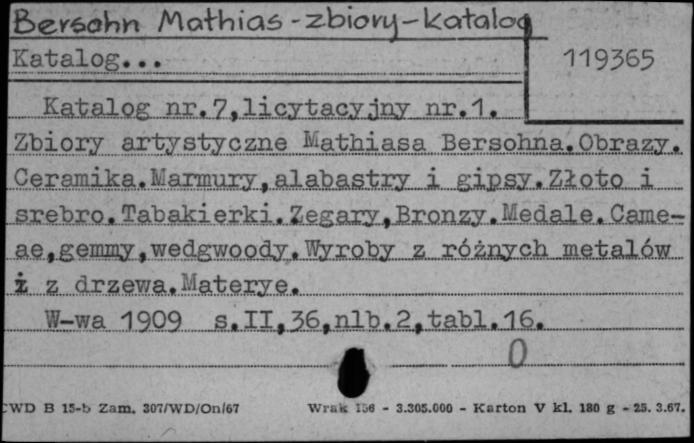 Bersohn Mathias - zbiory - katalog
Katalog...
119365
Katalog nr.7,licytacyjny nr.1.
Zbiory artystyczne Mathiasa Bersohna.Obrazy.
Ceramika.Marmury,alabastry i gipsy.Złoto i
srebro.Tabakierki.Zegary,Bronzy.Medale.Came-
ae,gemmy,wedgwoody.Wyroby z różnych metalów
ż z drzewa.Materye.
W-wa 1909 s.II,36,nlb.2,tabl.16.
0
CWD B 15-b Zam. 307/WD/On/67 Wrak 156 - 3.305.000 - Karton V kl. 180 g - 25. 3.67.